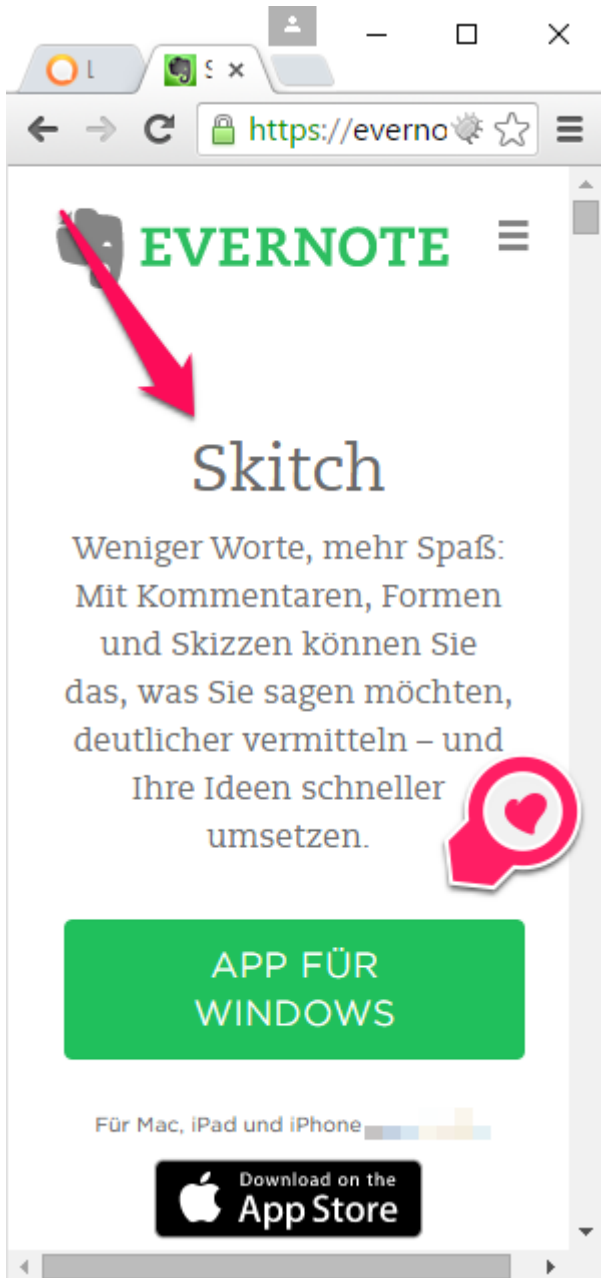 L
S
https://everno
EVERNOTE
Skitch
Weniger Worte, mehr Spaß:
Mit Kommentaren, Formen
und Skizzen können Sie
das, was Sie sagen möchten,
deutlicher vermitteln – und
Ihre Ideen schneller
umsetzen.
APP FÜR
WINDOWS
Für Mac, iPad und iPhone
Download on the
App Store